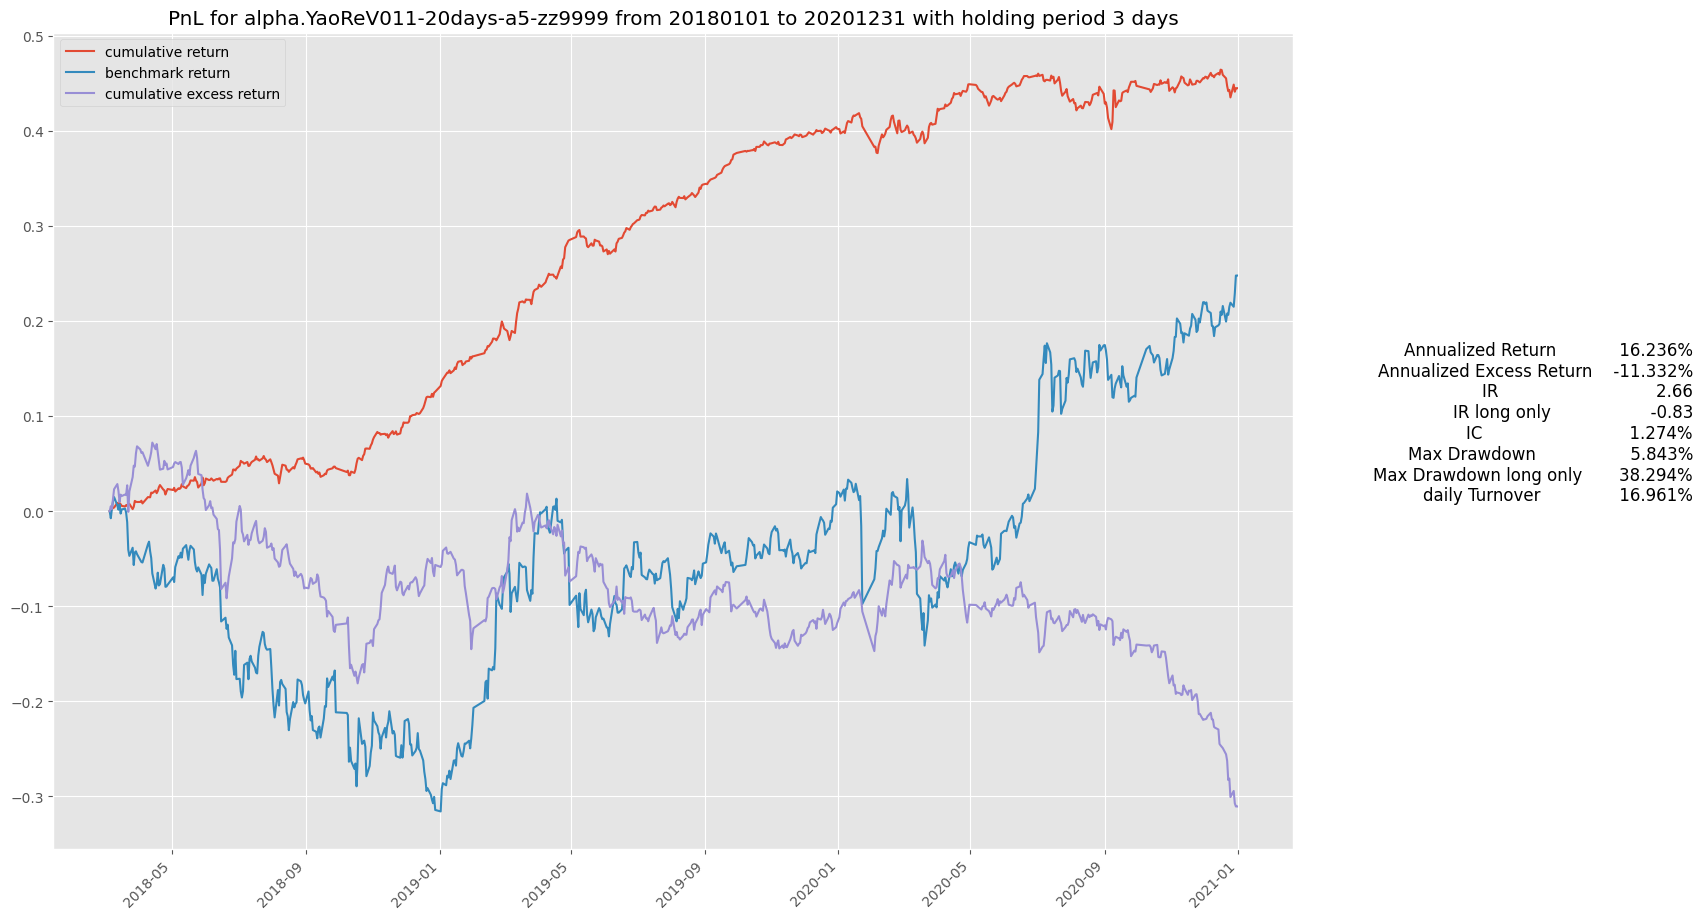 PnL for alpha.YaoReV011-20days-a5-zz9999 from 20180101 to 20201231 with holding period 3 days
cumulative return
benchmark return
cumulative excess return
0.5
0.4
0.3
0.2
0.1
0.0
−0.1
−0.2
−0.3
2018-05
2018-09
2019-01
2019-05
2019-09
2020-01
2020-05
2020-09
2021-01
Annualized Return 16.236%
Annualized Excess Return -11.332%
IR 2.66
IR long only -0.83
IC 1.274%
Max Drawdown 5.843%
Max Drawdown long only 38.294%
daily Turnover 16.961%